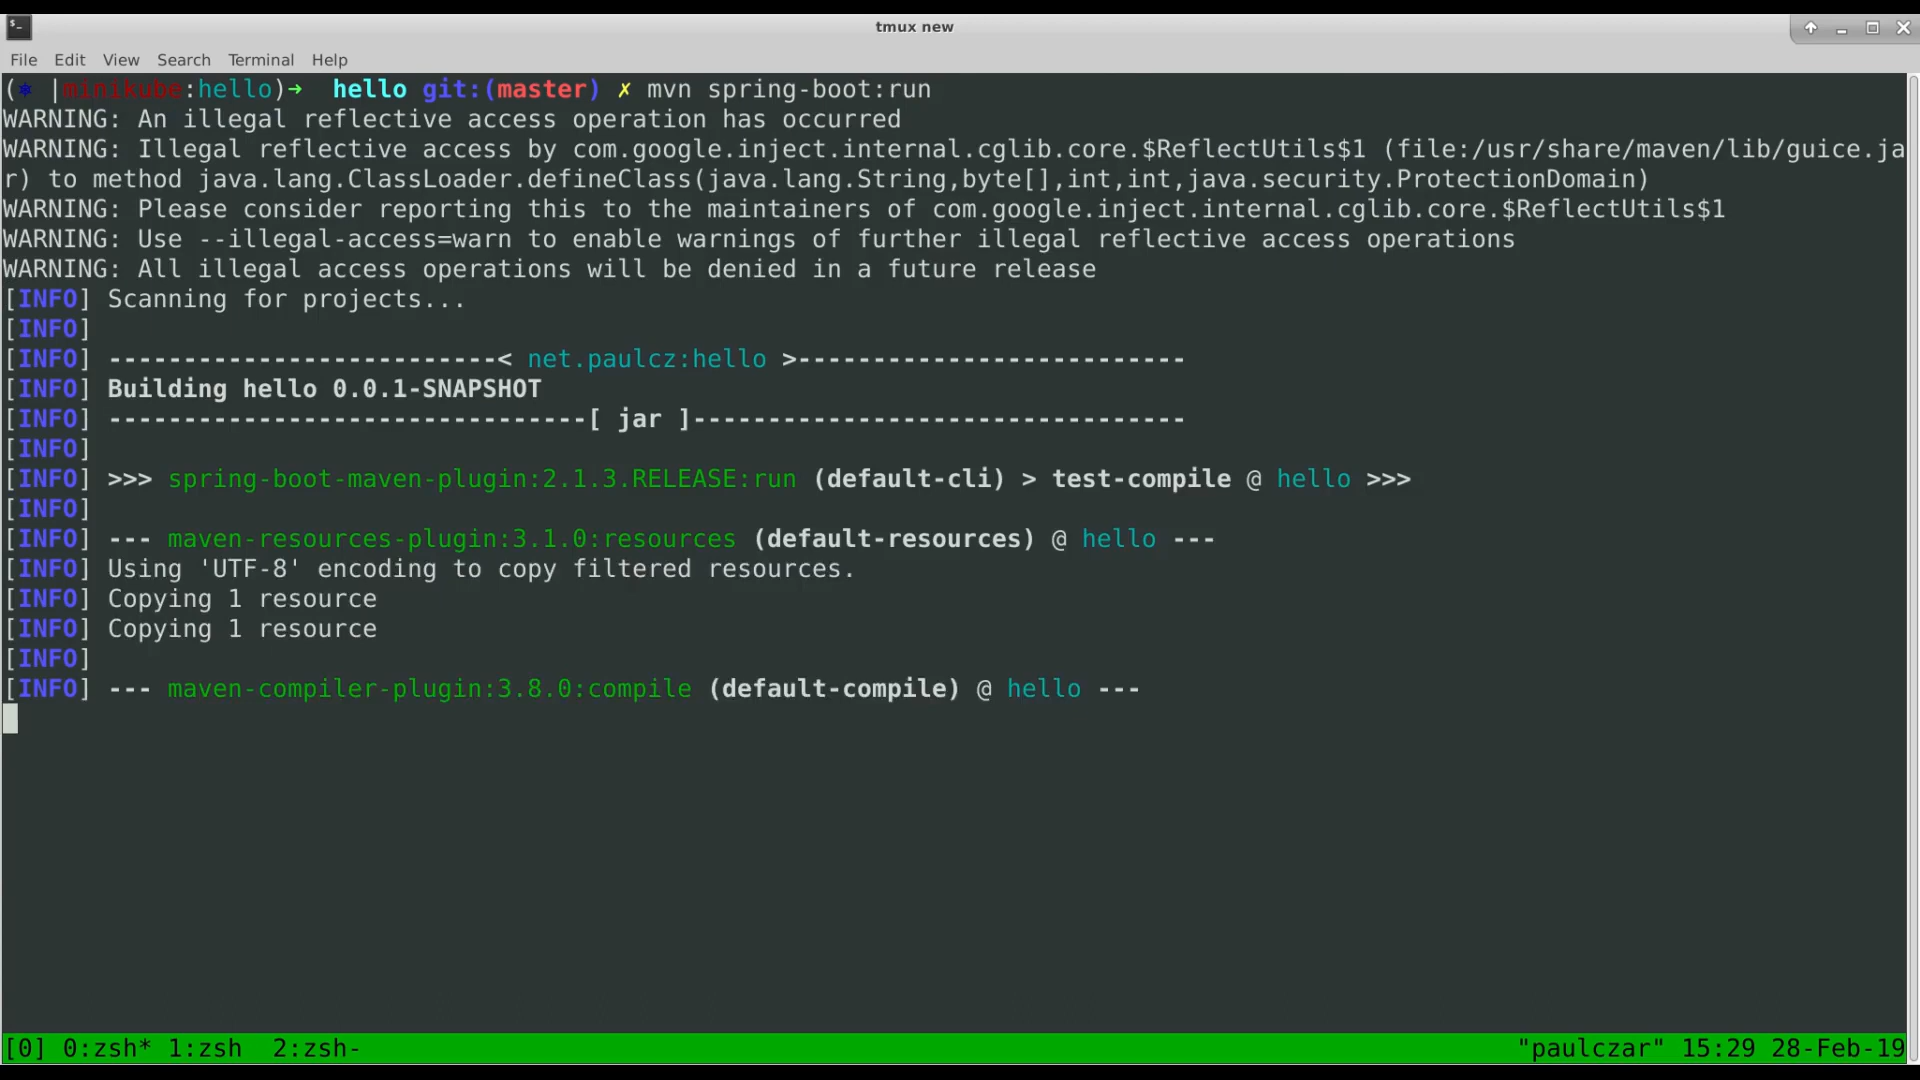 tmux new
File Edit View Search Terminal Help
(⎈ |minikube:hello)➜  hello git:(master) ✗ mvn spring-boot:run
WARNING: An illegal reflective access operation has occurred
WARNING: Illegal reflective access by com.google.inject.internal.cglib.core.$ReflectUtils$1 (file:/usr/share/maven/lib/guice.ja
r) to method java.lang.ClassLoader.defineClass(java.lang.String,byte[],int,int,java.security.ProtectionDomain)
WARNING: Please consider reporting this to the maintainers of com.google.inject.internal.cglib.core.$ReflectUtils$1
WARNING: Use --illegal-access=warn to enable warnings of further illegal reflective access operations
WARNING: All illegal access operations will be denied in a future release
[INFO] Scanning for projects...
[INFO]
[INFO] --------------------------< net.paulcz:hello >--------------------------
[INFO] Building hello 0.0.1-SNAPSHOT
[INFO] --------------------------------[ jar ]---------------------------------
[INFO]
[INFO] >>> spring-boot-maven-plugin:2.1.3.RELEASE:run (default-cli) > test-compile @ hello >>>
[INFO]
[INFO] --- maven-resources-plugin:3.1.0:resources (default-resources) @ hello ---
[INFO] Using 'UTF-8' encoding to copy filtered resources.
[INFO] Copying 1 resource
[INFO] Copying 1 resource
[INFO]
[INFO] --- maven-compiler-plugin:3.8.0:compile (default-compile) @ hello ---
[0] 0:zsh* 1:zsh  2:zsh- "paulczar" 15:29 28-Feb-19